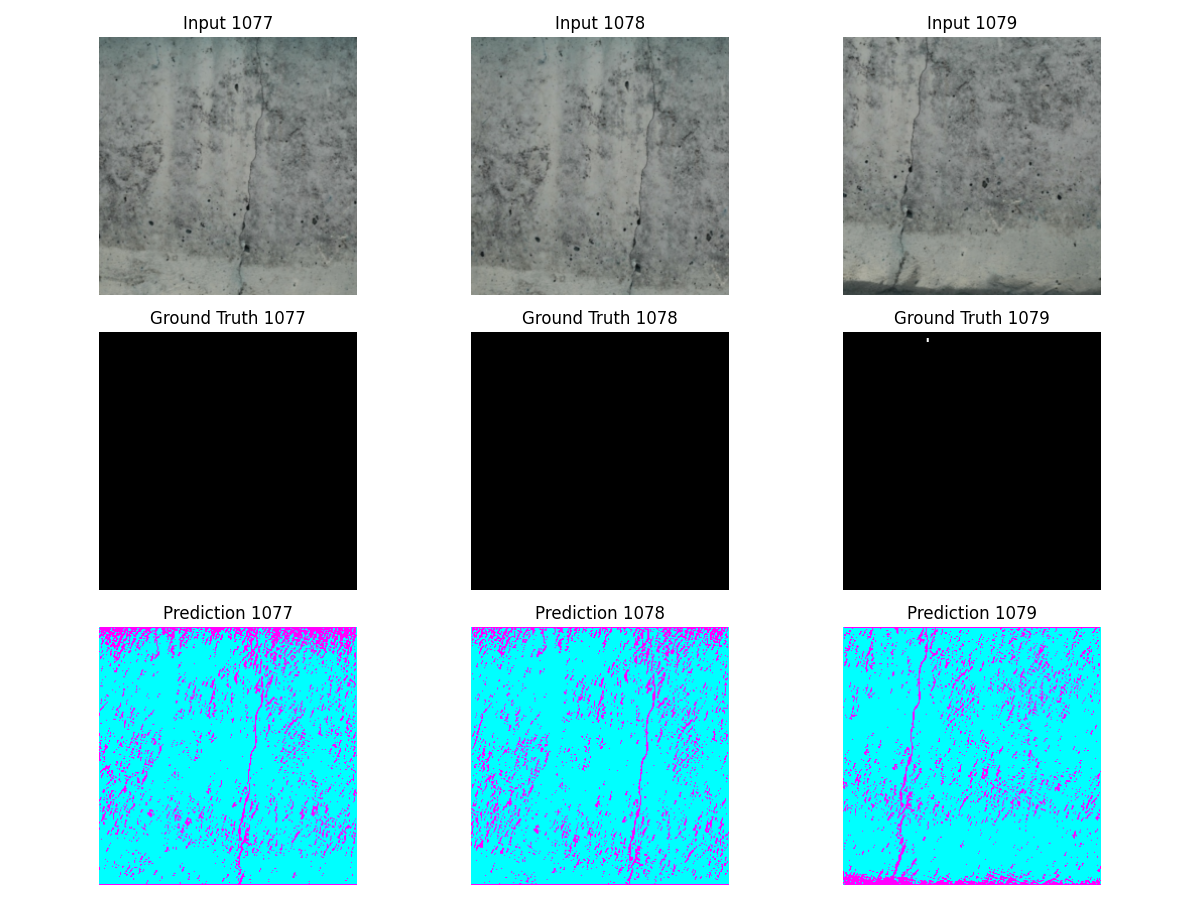 Input 1077
Input 1078
Input 1079
Ground Truth 1077
Ground Truth 1078
Ground Truth 1079
Prediction 1077
Prediction 1078
Prediction 1079